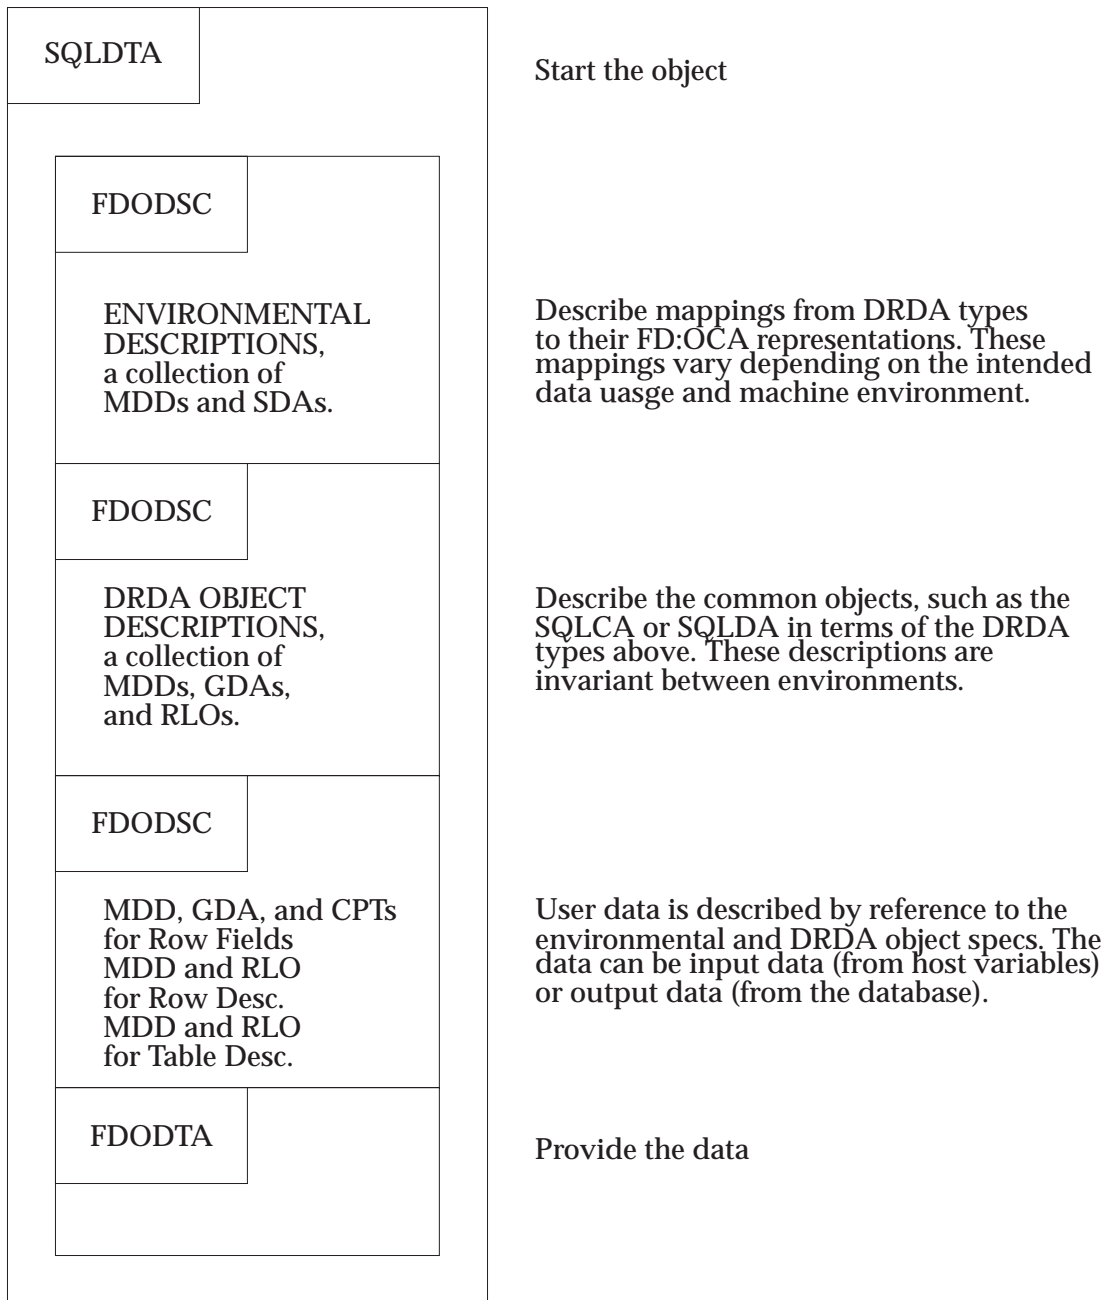 SQLDTA
Start the object
FDODSC
ENVIRONMENTAL
DESCRIPTIONS,
a collection of
MDDs and SDAs.
Describe mappings from DRDA types
to their FD:OCA representations. These
mappings vary depending on the intended
data uasge and machine environment.
FDODSC
DRDA OBJECT
DESCRIPTIONS,
a collection of
MDDs, GDAs,
and RLOs.
Describe the common objects, such as the
SQLCA or SQLDA in terms of the DRDA
types above. These descriptions are
invariant between environments.
FDODSC
MDD, GDA, and CPTs
for Row Fields
MDD and RLO
for Row Desc.
MDD and RLO
for Table Desc.
User data is described by reference to the
environmental and DRDA object specs. The
data can be input data (from host variables)
or output data (from the database).
FDODTA
Provide the data